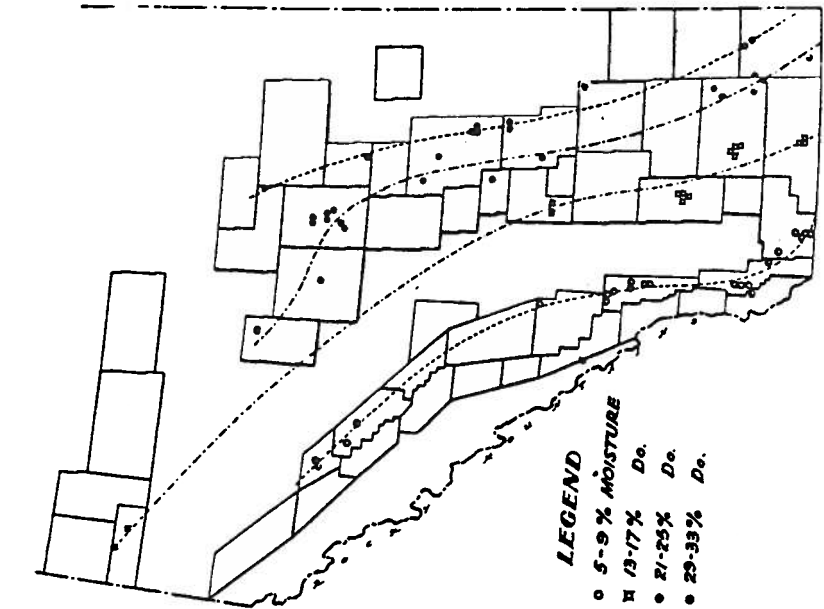 LEGEND
5-9% MOISTURE
13-17% Do.
21-25% Do.
29-33% Do.